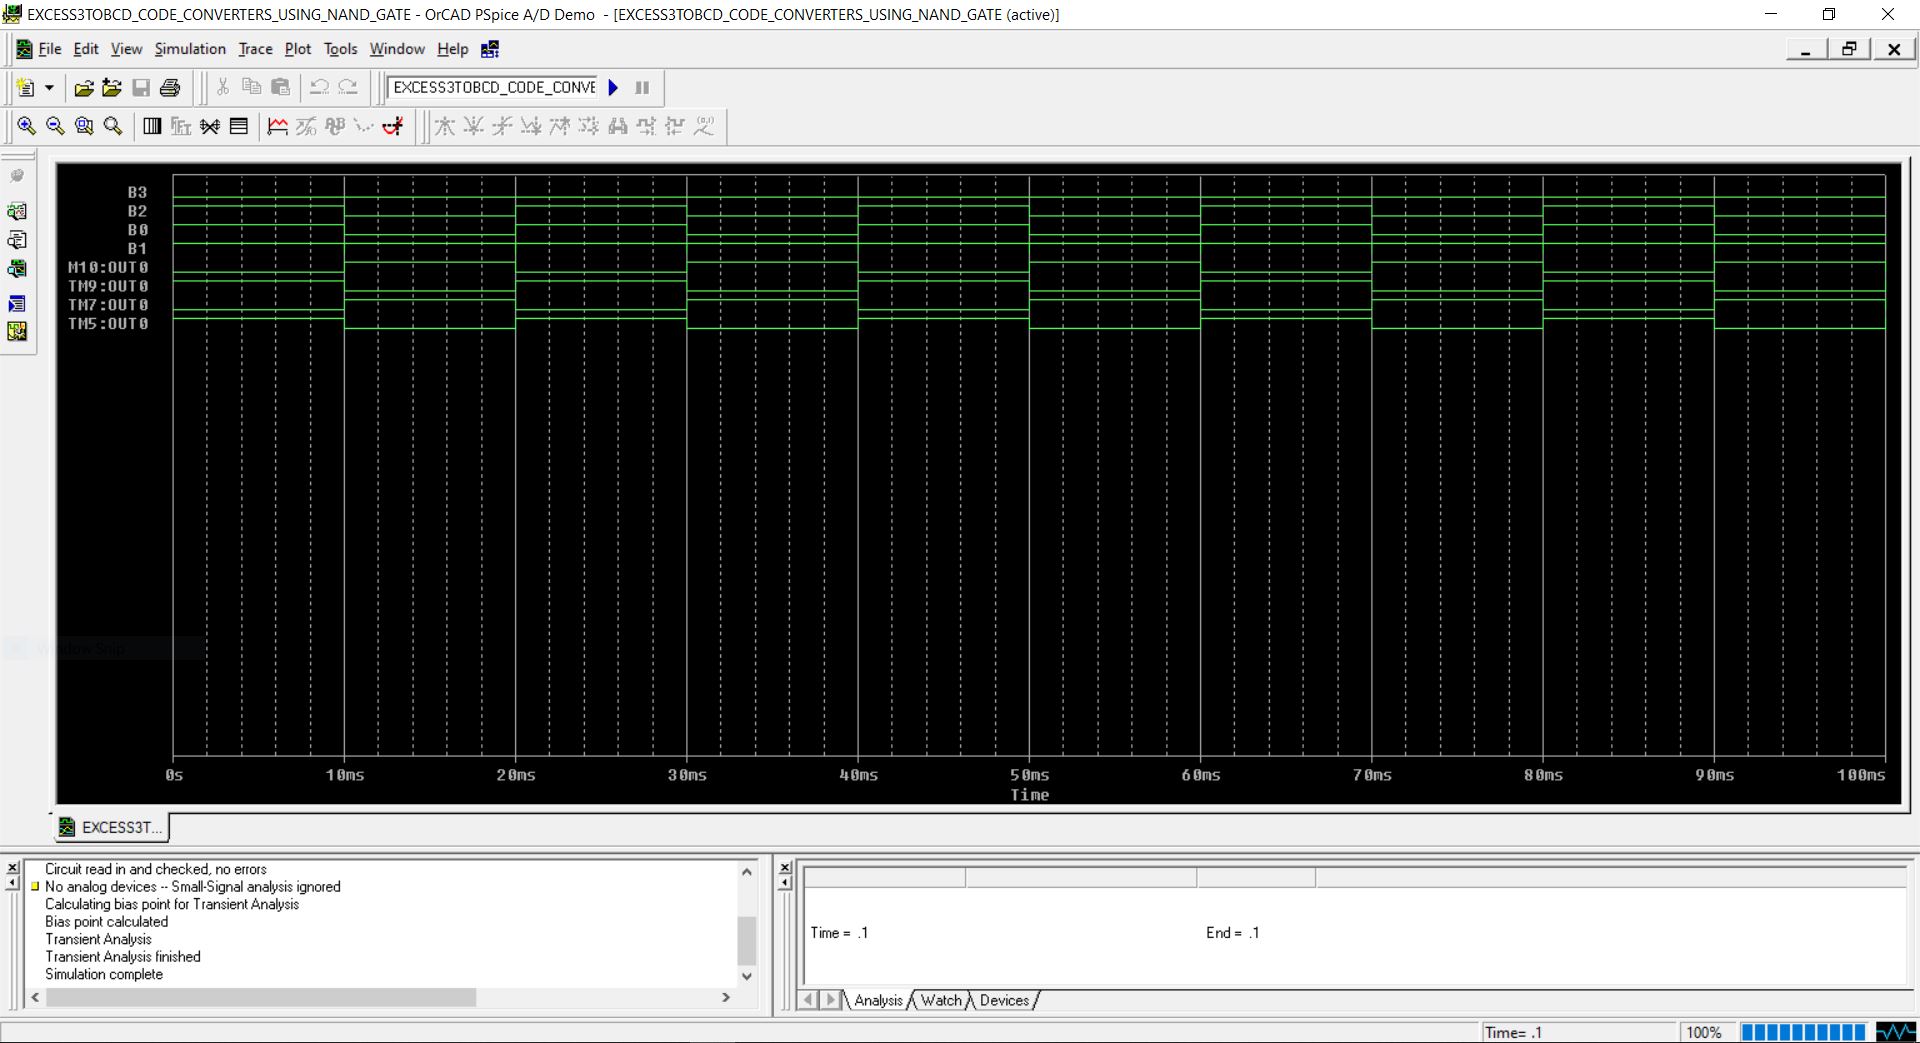 EXCESS3TOBCD_CODE_CONVERTERS_USING_NAND_GATE - OrCAD PSpice A/D Demo - [EXCESS3TOBCD_CODE_CONVERTERS_USING_NAND_GATE (active)]
File Edit View Simulation Trace Plot Tools Window Help
EXCESS3TOBCD_CODE_CONVE
B3
B2
B0
B1
M10:OUT0
TM9:OUT0
TM7:OUT0
TM5:OUT0
Window Snip
0s 10ms 20ms 30ms 40ms 50ms 60ms 70ms 80ms 90ms 100ms
Time
EXCESS3T...
Circuit read in and checked, no errors
No analog devices -- Small-Signal analysis ignored
Calculating bias point for Transient Analysis
Bias point calculated
Transient Analysis
Transient Analysis finished
Simulation complete
Time = .1 End = .1
Analysis Watch Devices
Time= .1 100%